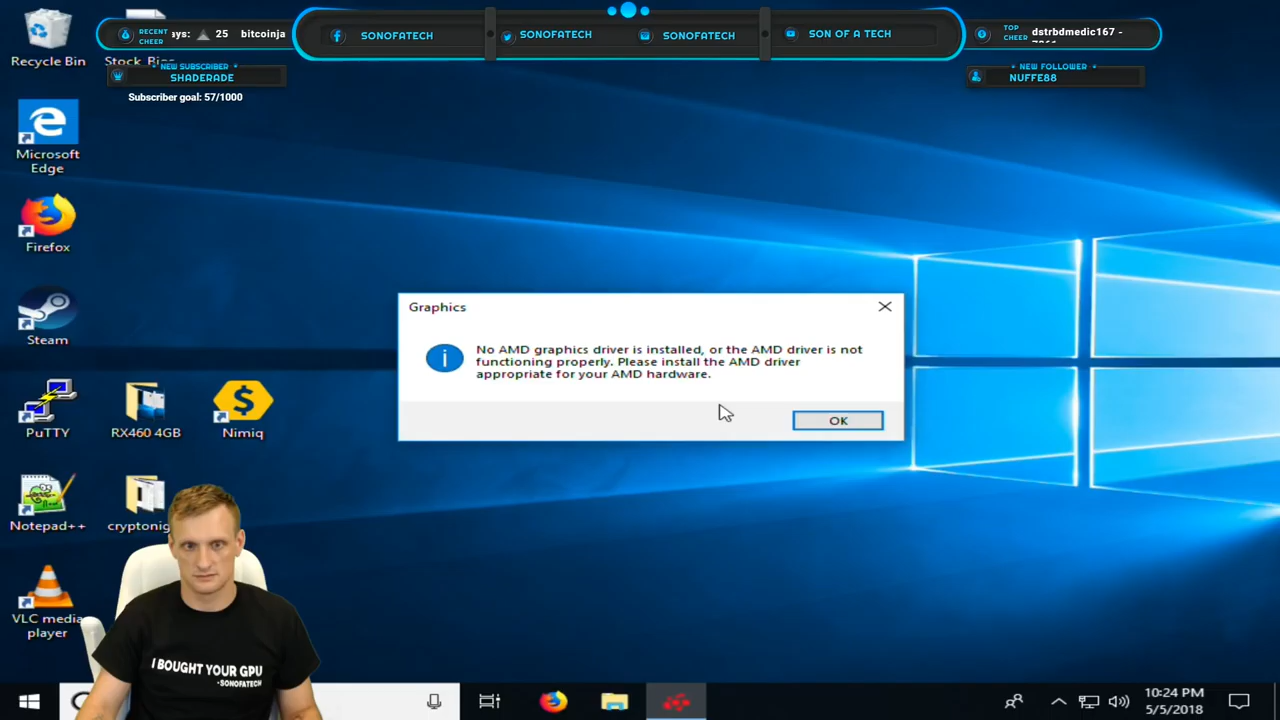 RECENT CHEER
ays: 25 bitcoinja
SONOFATECH
SONOFATECH
SONOFATECH
SON OF A TECH
TOP CHEER
dstrbdmedic167 -
NEW SUBSCRIBER
SHADERADE
Subscriber goal: 57/1000
NEW FOLLOWER
NUFFE88
Recycle Bin
Stock_Bio
Microsoft Edge
Firefox
Steam
PuTTY
RX460 4GB
Nimiq
Notepad++
cryptonig
VLC media player
Graphics
No AMD graphics driver is installed, or the AMD driver is not
functioning properly. Please install the AMD driver
appropriate for your AMD hardware.
OK
I BOUGHT YOUR GPU
-SONOFATECH
10:24 PM
5/5/2018